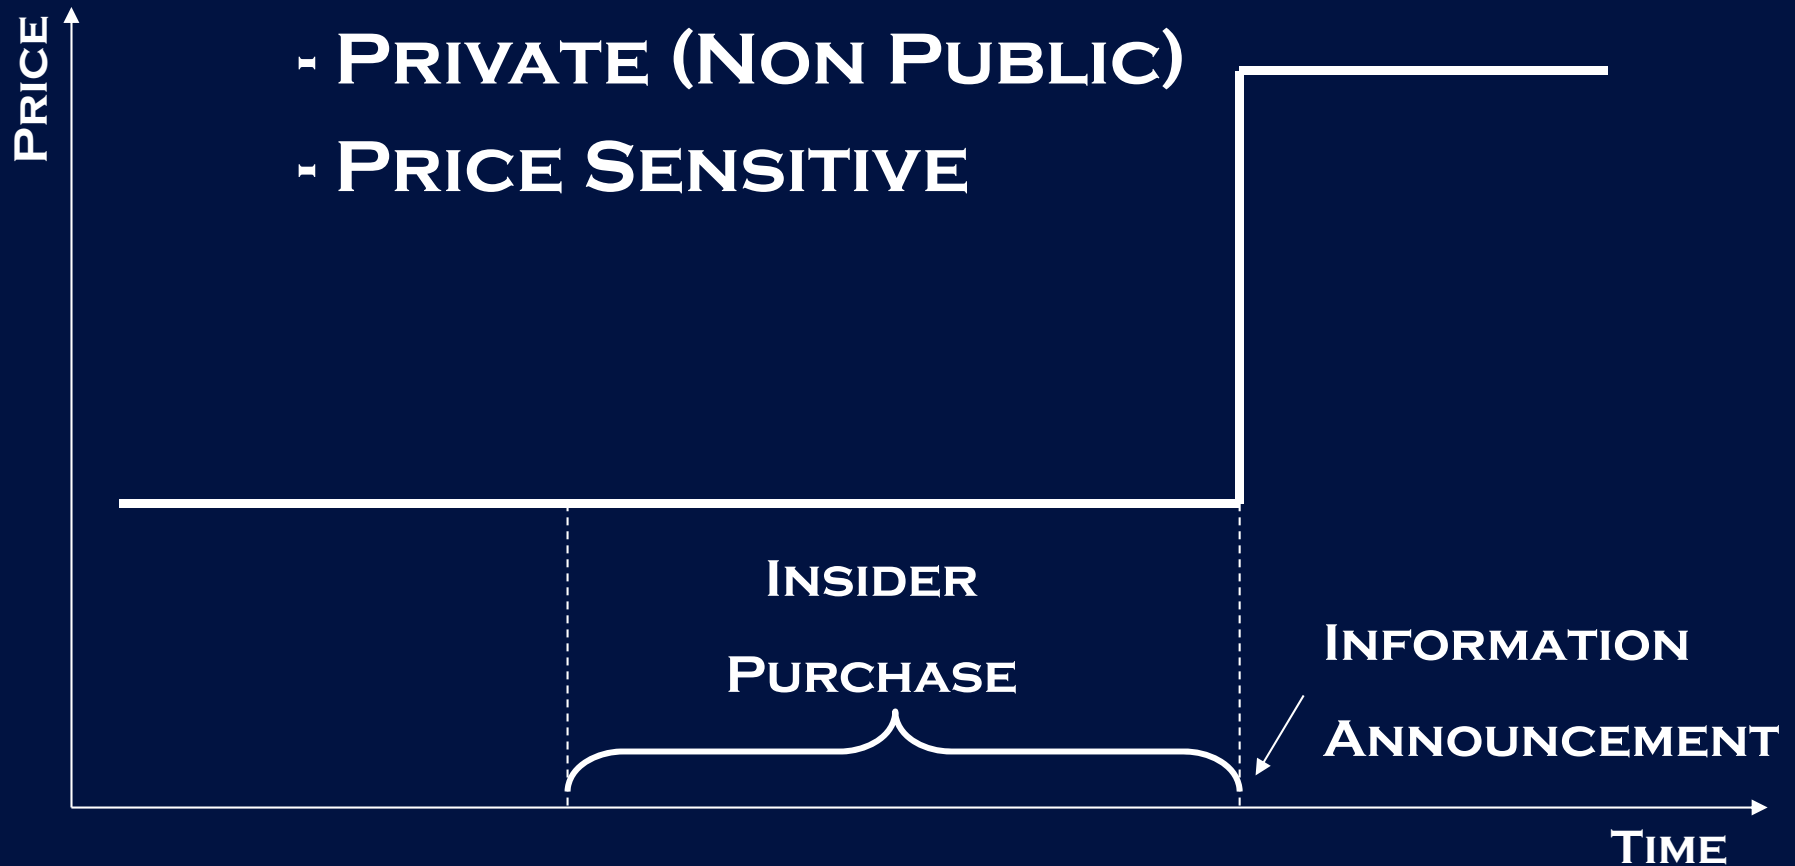 Price
- Private (Non Public)
- Price Sensitive
Insider
Purchase
Information
Announcement
Time